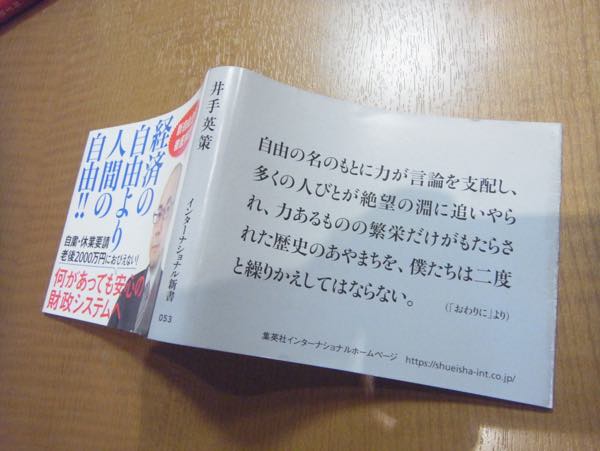 経済の
自由より
人間の
自由!!
自粛・休業要請
老後2000万円におびえない!
何があっても安心の
財政システムへ
井手英策
インターナショナル新書
053
自由の名のもとに力が言論を支配し、
多くの人びとが絶望の淵に追いやら
れ、力あるものの繁栄だけがもたらさ
れた歴史のあやまちを、僕たちは二度
と繰りかえしてはならない。
(「おわりに」より)
集英社インターナショナルホームページ https://shueisha-int.co.jp/